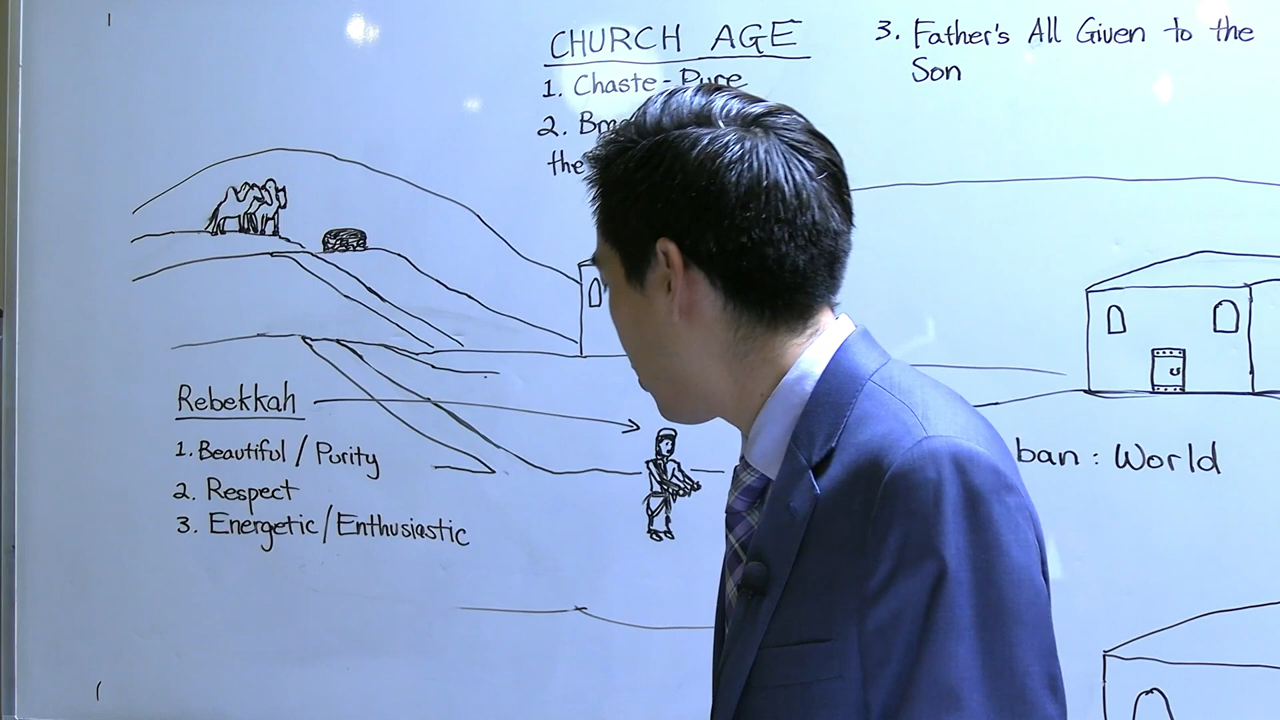 CHURCH AGE
1. Chaste-Pure
2.
the
3. Father's All Given to the
Son
Rebekkah
1. Beautiful / Purity
2. Respect
3. Energetic/Enthusiastic
ban : World